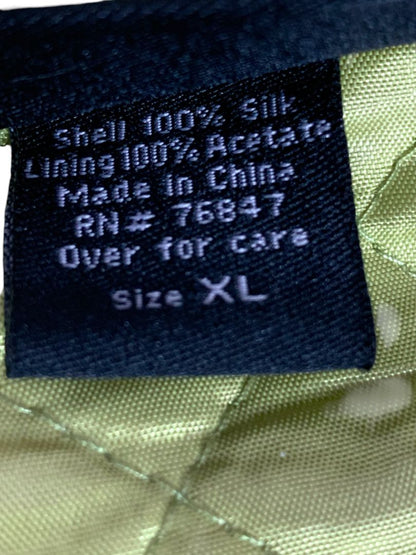 Shell 100% Silk
Lining 100% Acetate
Made in China
RN# 76847
Over for care
Size XL